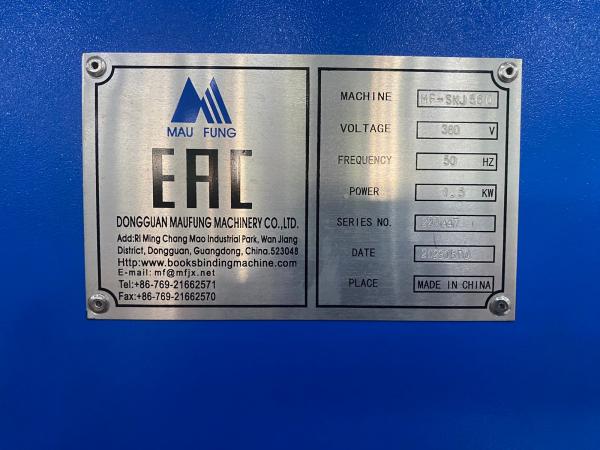 MAU FUNG
EAC
DONGGUAN MAUFUNG MACHINERY CO.,LTD.
Add:Ri Ming Chang Mao Industrial Park, Wan Jiang
District, Dongguan, Guangdong, China.523048
Http:www.booksbindingmachine.com
E-mail: mf@mfjx.net
Tel:+86-769-21662571
Fax:+86-769-21662570
MACHINE
VOLTAGE 380 V
FREQUENCY 50 HZ
POWER KW
SERIES NO.
DATE
PLACE MADE IN CHINA